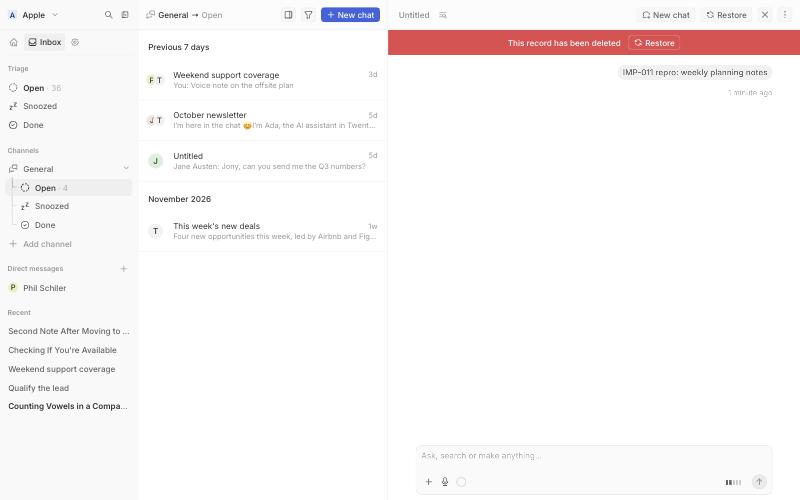 A Apple
Inbox
Triage
Open · 36
Snoozed
Done
Channels
General
Open · 4
Snoozed
Done
Add channel
Direct messages
P Phil Schiler
Recent
Second Note After Moving to ...
Checking If You're Available
Weekend support coverage
Qualify the lead
Counting Vowels in a Compa...
General → Open
+ New chat
Previous 7 days
F T Weekend support coverage 3d
You: Voice note on the offsite plan
J T October newsletter 5d
I'm here in the chat 😊I'm Ada, the AI assistant in Twent...
J Untitled 5d
Jane Austen: Jony, can you send me the Q3 numbers?
November 2026
T This week's new deals 1w
Four new opportunities this week, led by Airbnb and Fig...
Untitled
New chat
Restore
This record has been deleted
Restore
IMP-011 repro: weekly planning notes
1 minute ago
Ask, search or make anything...